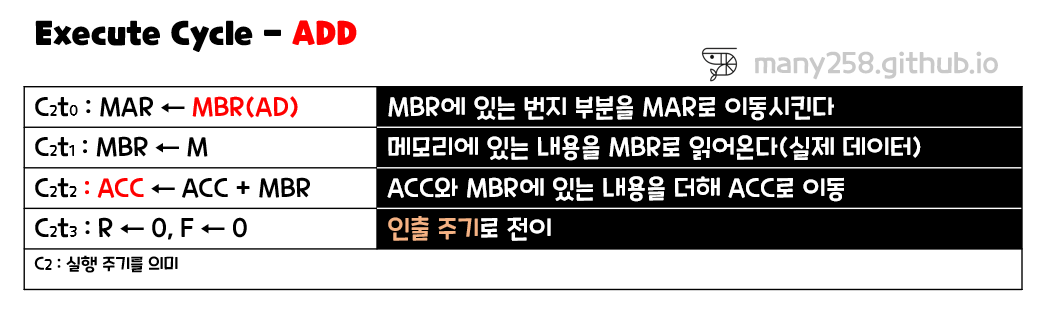 Execute Cycle - ADD
many258.github.io
C₂t₀ : MAR ← MBR(AD) MBR에 있는 번지 부분을 MAR로 이동시킨다
C₂t₁ : MBR ← M 메모리에 있는 내용을 MBR로 읽어온다(실제 데이터)
C₂t₂ : ACC ← ACC + MBR ACC와 MBR에 있는 내용을 더해 ACC로 이동
C₂t₃ : R ← 0, F ← 0 인출 주기로 전이
C₂ : 실행 주기를 의미